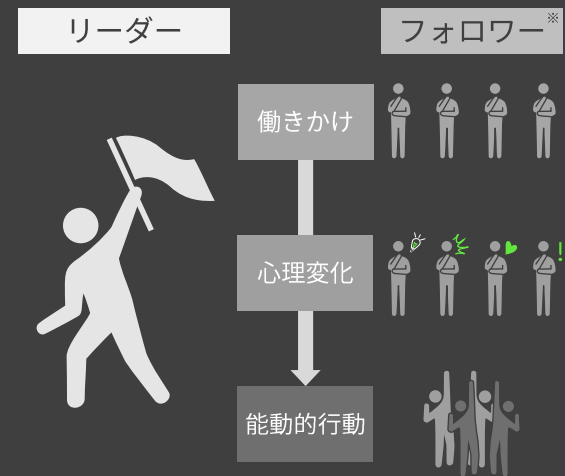 リーダー
フォロワー※
働きかけ
心理変化
!
能動的行動